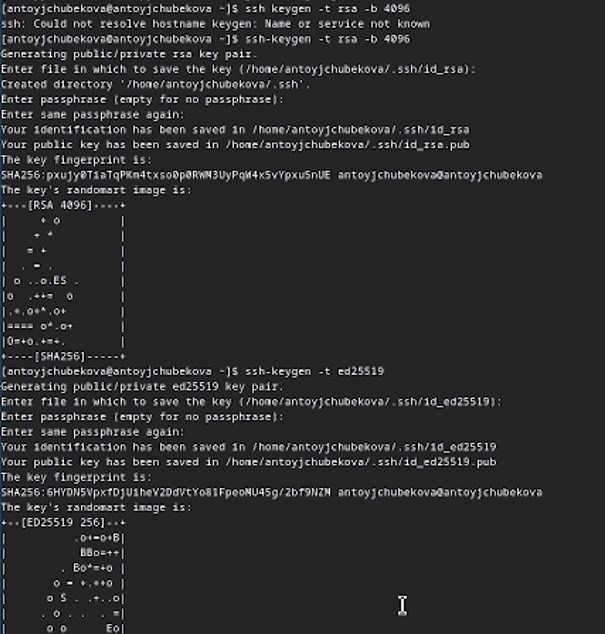 [antoyjchubekova@antoyjchubekova ~]$ ssh keygen -t rsa -b 4096
ssh: Could not resolve hostname keygen: Name or service not known
[antoyjchubekova@antoyjchubekova ~]$ ssh-keygen -t rsa -b 4096
Generating public/private rsa key pair.
Enter file in which to save the key (/home/antoyjchubekova/.ssh/id_rsa):
Created directory '/home/antoyjchubekova/.ssh'.
Enter passphrase (empty for no passphrase):
Enter same passphrase again:
Your identification has been saved in /home/antoyjchubekova/.ssh/id_rsa
Your public key has been saved in /home/antoyjchubekova/.ssh/id_rsa.pub
The key fingerprint is:
antoyjchubekova@antoyjchubekova
The key's randomart image is:
+---[RSA 4096]----+
|     + o         |
|    + *          |
|   = +           |
|  . = .          |
| o ..o.ES .      |
|o  .++=  o       |
|.+.o+*.o+        |
|==== o*.o+       |
|O=+o.+=+.        |
+----[SHA256]-----+
[antoyjchubekova@antoyjchubekova ~]$ ssh-keygen -t ed25519
Generating public/private ed25519 key pair.
Enter file in which to save the key (/home/antoyjchubekova/.ssh/id_ed25519):
Enter passphrase (empty for no passphrase):
Enter same passphrase again:
Your identification has been saved in /home/antoyjchubekova/.ssh/id_ed25519
Your public key has been saved in /home/antoyjchubekova/.ssh/id_ed25519.pub
The key fingerprint is:
antoyjchubekova@antoyjchubekova
The key's randomart image is:
+--[ED25519 256]--+
|          .o+=o+B|
|           BBo=++|
|        . Bo*=+o |
|       o = +.++o |
|      o S . .+..o|
|     . o . .  . =|
|      o o     Eo|